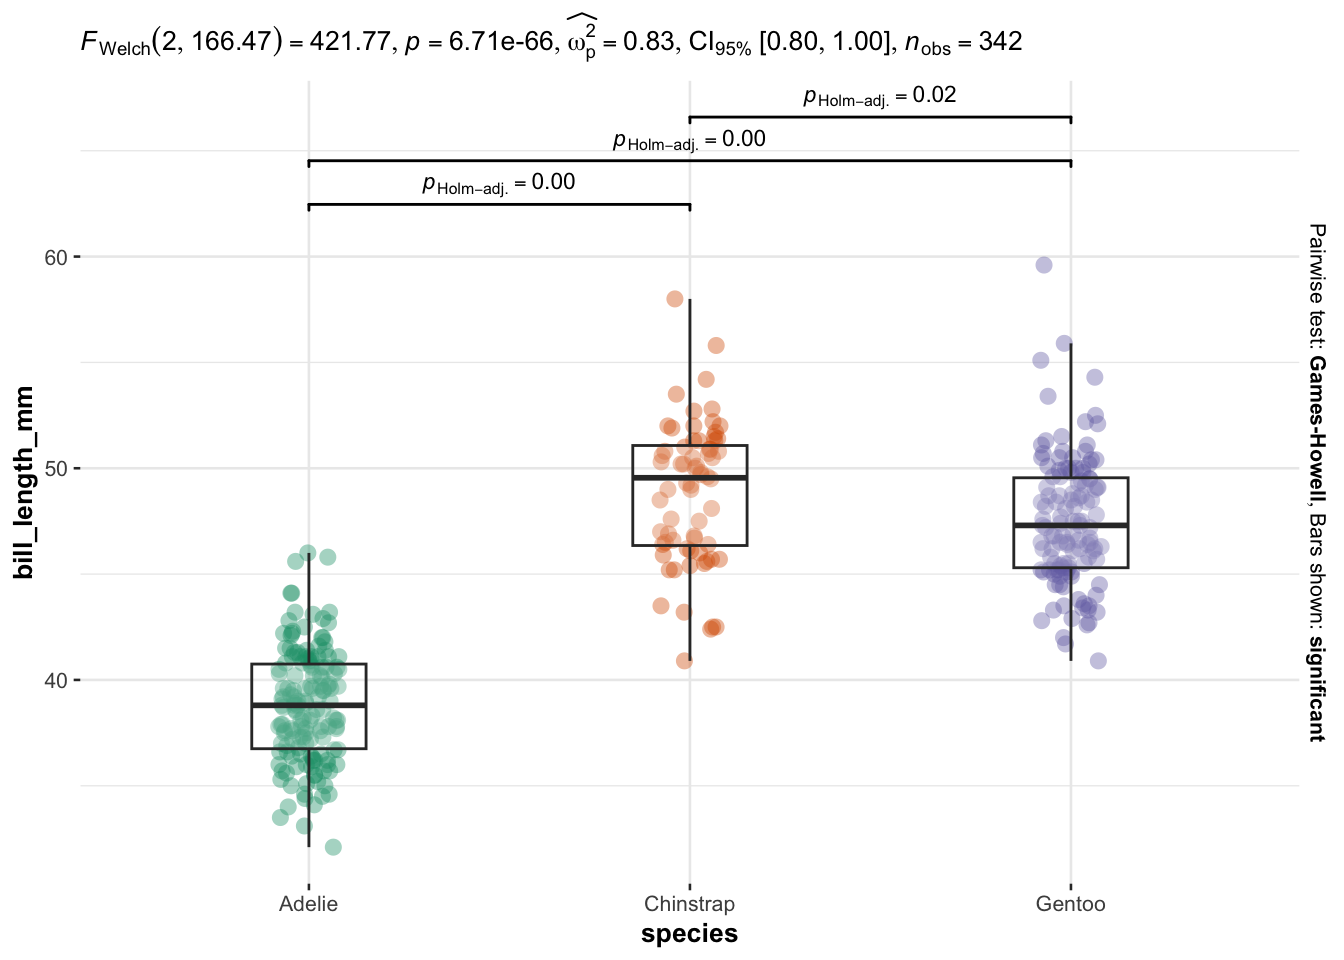 F_Welch(2, 166.47) = 421.77, p = 6.71e-66, ω̂_p² = 0.83, CI_95% [0.80, 1.00], n_obs = 342
p_Holm−adj. = 0.02
p_Holm−adj. = 0.00
p_Holm−adj. = 0.00
60
50
40
bill_length_mm
Adelie
Chinstrap
Gentoo
species
Pairwise test: Games-Howell, Bars shown: significant